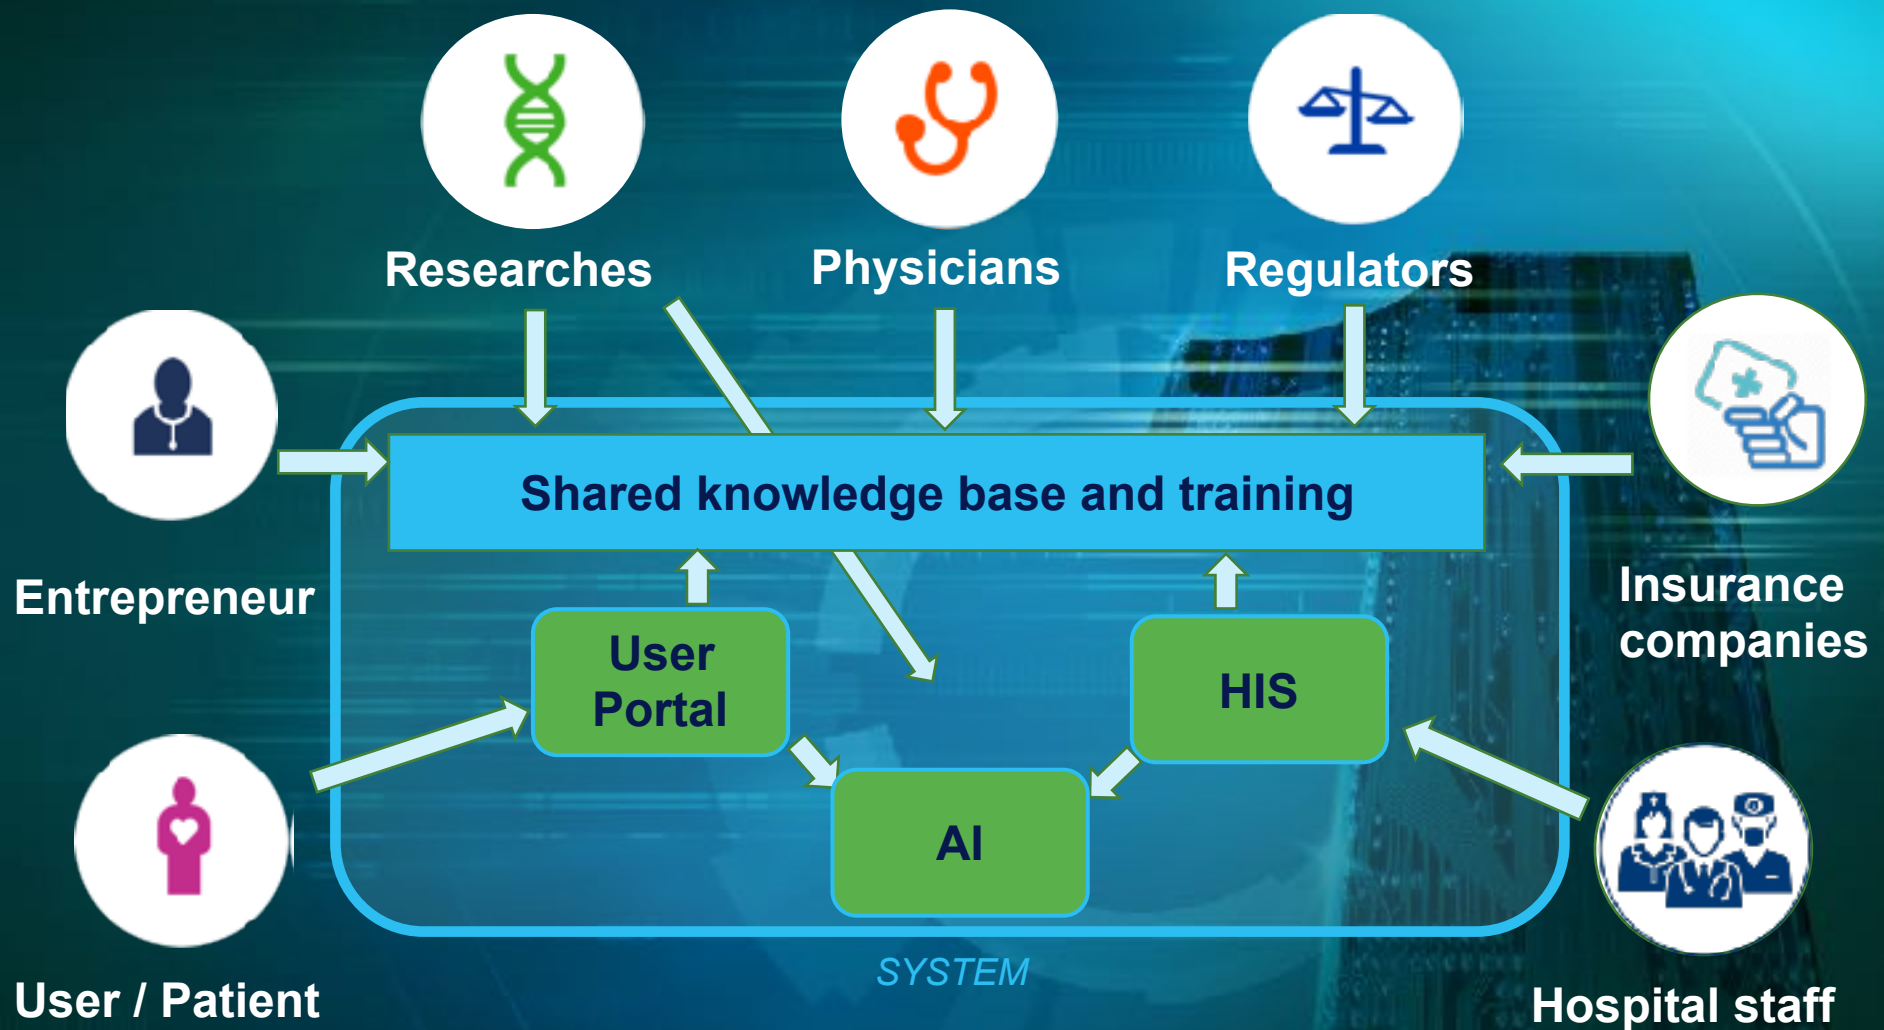 Researches
Physicians
Regulators
Shared knowledge base and training
Entrepreneur
Insurance
companies
User
Portal
HIS
AI
SYSTEM
User / Patient
Hospital staff